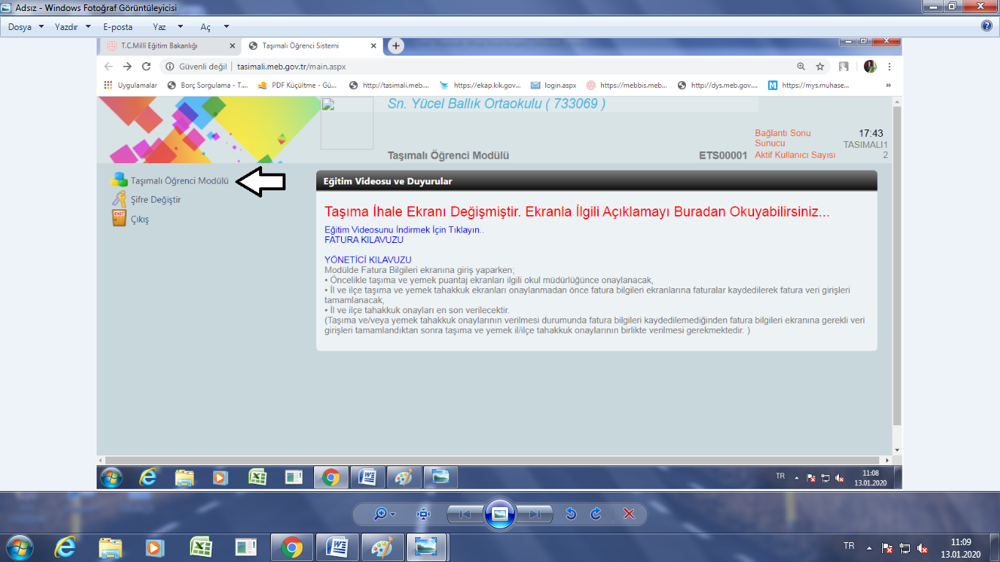 Adsız - Windows Fotoğraf Görüntüleyicisi
Dosya Yazdır E-posta Yaz Aç
T.C.Millî Eğitim Bakanlığı Taşımalı Öğrenci Sistemi
Güvenli değil tasimali.meb.gov.tr/main.aspx
Uygulamalar Borç Sorgulama - T.... PDF Küçültme - Gü... http://tasimali.meb.... https://ekap.kik.gov... login.aspx https://mebbis.meb... http://dys.meb.gov.... https://mys.muhase... »
Sn. Yücel Ballık Ortaokulu ( 733069 )
Bağlantı Sonu 17:43
Sunucu TASIMALI1
Taşımalı Öğrenci Modülü ETS00001 Aktif Kullanıcı Sayısı 2
Taşımalı Öğrenci Modülü
Şifre Değiştir
EXIT
Çıkış
Eğitim Videosu ve Duyurular
Taşıma İhale Ekranı Değişmiştir. Ekranla İlgili Açıklamayı Buradan Okuyabilirsiniz...
Eğitim Videosunu İndirmek İçin Tıklayın..
FATURA KILAVUZU
YÖNETİCİ KILAVUZU
Modülde Fatura Bilgileri ekranına giriş yaparken;
• Öncelikle taşıma ve yemek puantaj ekranları ilgili okul müdürlüğünce onaylanacak,
• İl ve ilçe taşıma ve yemek tahakkuk ekranları onaylanmadan önce fatura bilgileri ekranlarına faturalar kaydedilerek fatura veri girişleri
tamamlanacak,
• İl ve ilçe tahakkuk onayları en son verilecektir.
(Taşıma ve/veya yemek tahakkuk onaylarının verilmesi durumunda fatura bilgileri kaydedilemediğinden fatura bilgileri ekranına gerekli veri
girişleri tamamlandıktan sonra taşıma ve yemek il/ilçe tahakkuk onaylarının birlikte verilmesi gerekmektedir. )
TR 11:08
13.01.2020
TR 11:09
13.01.2020